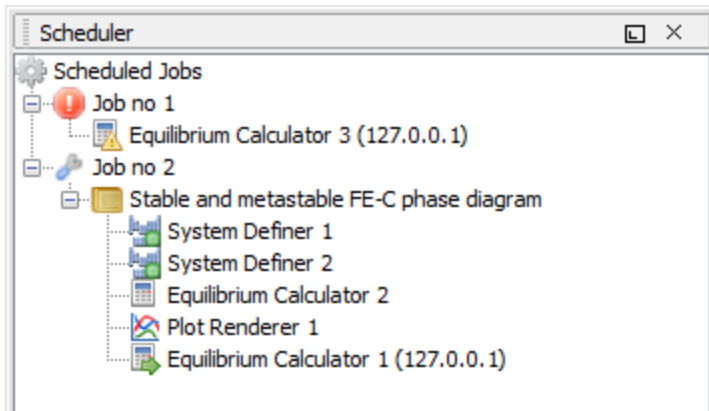 Scheduler
Scheduled Jobs
Job no 1
Equilibrium Calculator 3 (127.0.0.1)
Job no 2
Stable and metastable FE-C phase diagram
System Definer 1
System Definer 2
Equilibrium Calculator 2
Plot Renderer 1
Equilibrium Calculator 1 (127.0.0.1)